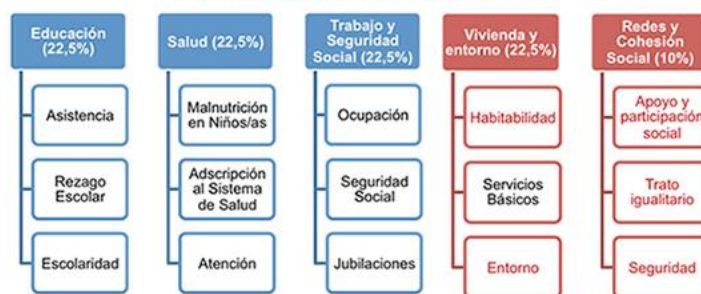 Educación
(22,5%)
Salud (22,5%)
Trabajo y
Seguridad
Social (22,5%)
Vivienda y
entorno (22,5%)
Redes y
Cohesión
Social (10%)
Asistencia
Rezago
Escolar
Escolaridad
Malnutrición
en Niños/as
Adscripción
al Sistema
de Salud
Atención
Ocupación
Seguridad
Social
Jubilaciones
Habitabilidad
Servicios
Básicos
Entorno
Apoyo y
participación
social
Trato
igualitario
Seguridad